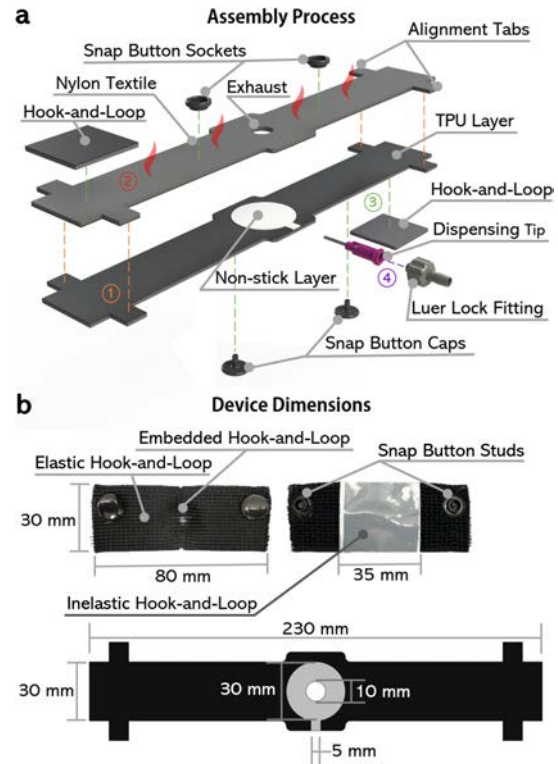 a
Assembly Process
Snap Button Sockets
Alignment Tabs
Nylon Textile
Exhaust
Hook-and-Loop
TPU Layer
②
③
Hook-and-Loop
Dispensing Tip
①
Non-stick Layer
④
Luer Lock Fitting
Snap Button Caps
b
Device Dimensions
Embedded Hook-and-Loop
Elastic Hook-and-Loop
Snap Button Studs
30 mm
80 mm
35 mm
Inelastic Hook-and-Loop
230 mm
30 mm
30 mm
10 mm
5 mm